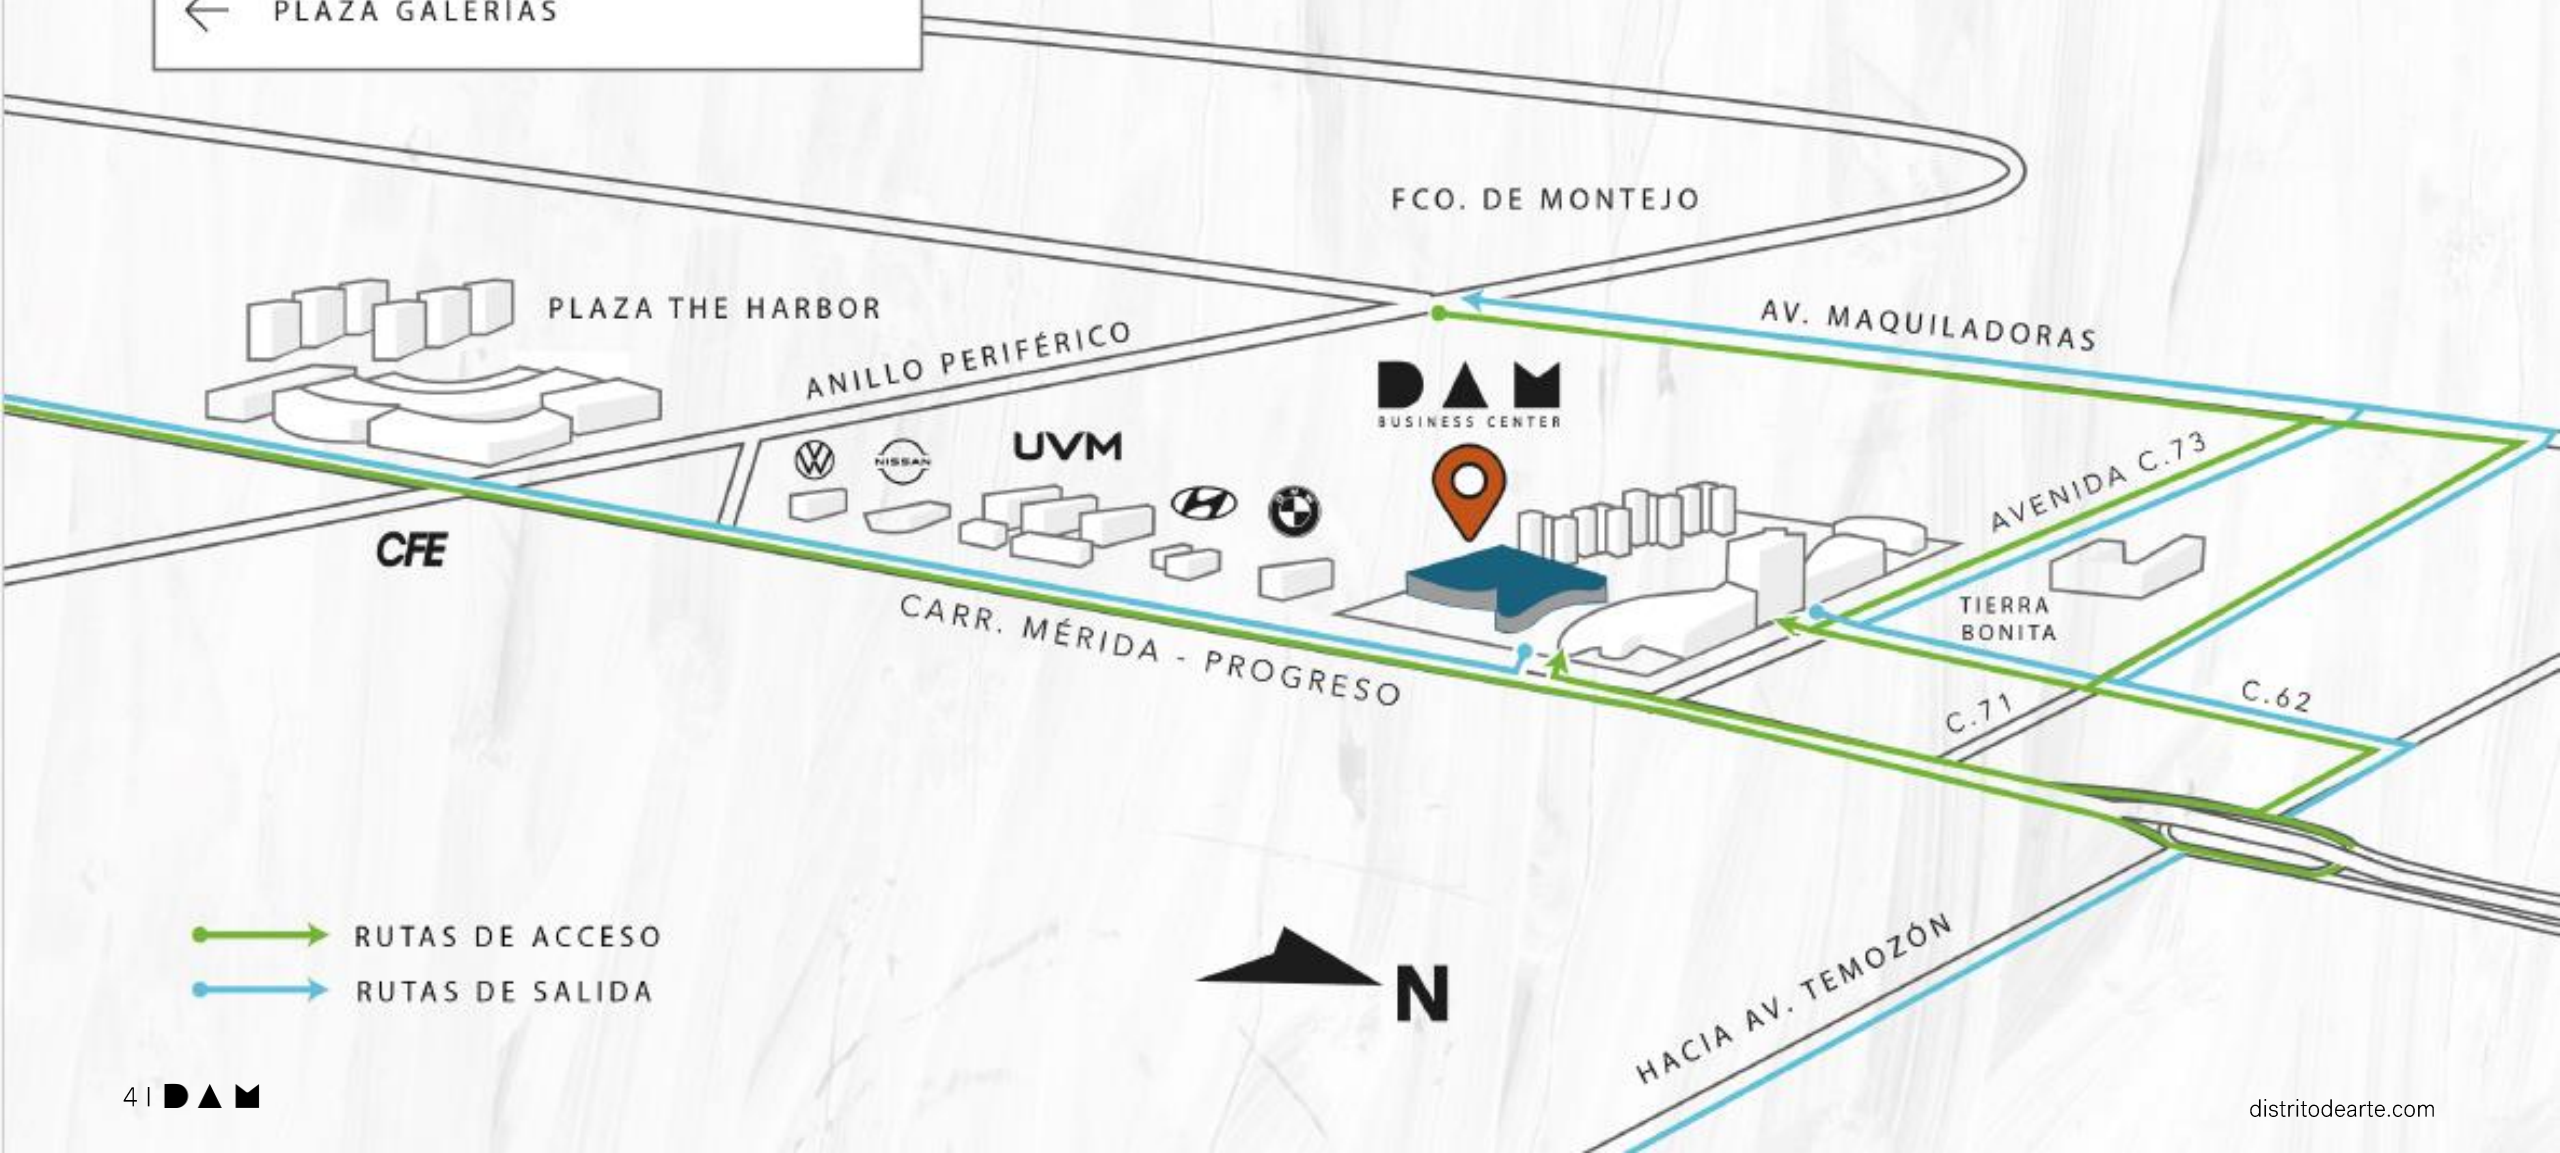 PLAZA GALERÍAS
FCO. DE MONTEJO
PLAZA THE HARBOR
ANILLO PERIFÉRICO
AV. MAQUILADORAS
DAM
BUSINESS CENTER
NISSAN
UVM
BMW
AVENIDA C.73
CFE
CARR. MÉRIDA - PROGRESO
TIERRA
BONITA
C.71
C.62
RUTAS DE ACCESO
RUTAS DE SALIDA
N
HACIA AV. TEMOZÓN
4 | DAM
distritodearte.com